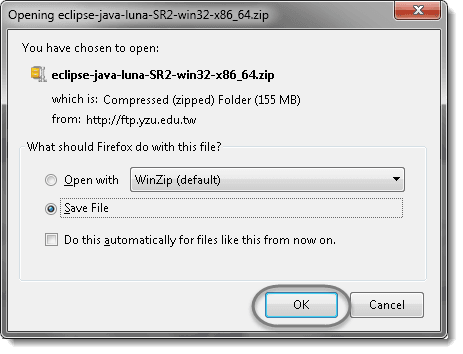 Opening eclipse-java-luna-SR2-win32-x86_64.zip
You have chosen to open:
eclipse-java-luna-SR2-win32-x86_64.zip
which is: Compressed (zipped) Folder (155 MB)
from: http://ftp.yzu.edu.tw
What should Firefox do with this file?
Open with WinZip (default)
Save File
Do this automatically for files like this from now on.
OK Cancel